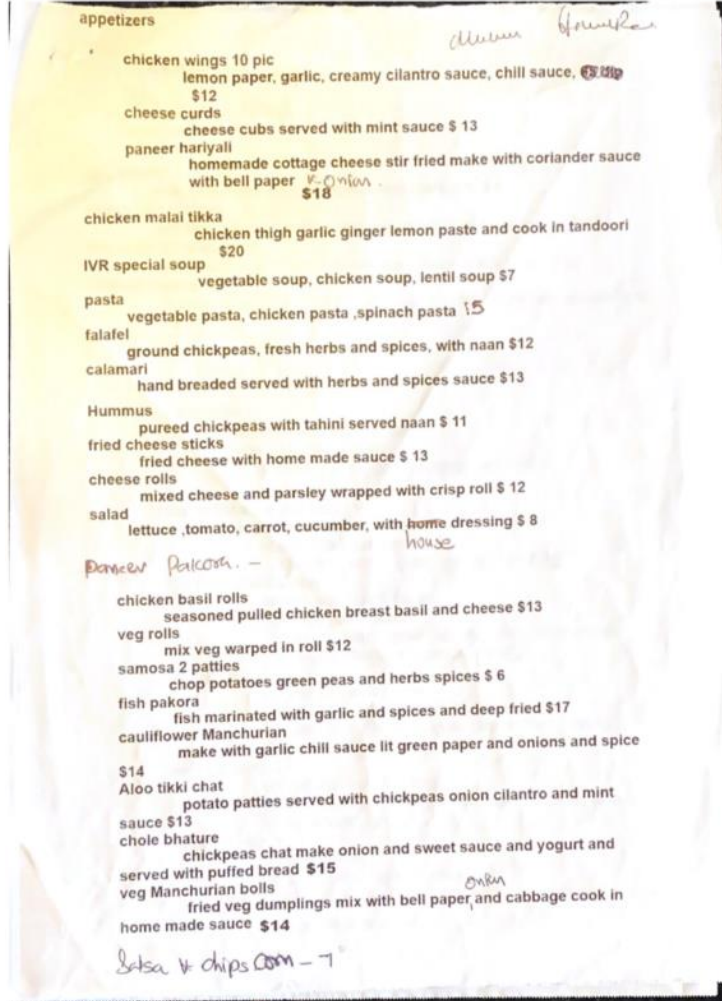 appetizers
chicken wings 10 pic
lemon paper, garlic, creamy cilantro sauce, chill sauce,
$12
cheese curds
cheese cubs served with mint sauce $ 13
paneer hariyali
homemade cottage cheese stir fried make with coriander sauce
with bell paper & onion.
$18
chicken malai tikka
chicken thigh garlic ginger lemon paste and cook in tandoori
$20
IVR special soup
vegetable soup, chicken soup, lentil soup $7
pasta
vegetable pasta, chicken pasta ,spinach pasta 15
falafel
ground chickpeas, fresh herbs and spices, with naan $12
calamari
hand breaded served with herbs and spices sauce $13
Hummus
pureed chickpeas with tahini served naan $ 11
fried cheese sticks
fried cheese with home made sauce $ 13
cheese rolls
mixed cheese and parsley wrapped with crisp roll $ 12
salad
lettuce ,tomato, carrot, cucumber, with home dressing $ 8
house
Paneer Pakora. -
chicken basil rolls
seasoned pulled chicken breast basil and cheese $13
veg rolls
mix veg warped in roll $12
samosa 2 patties
chop potatoes green peas and herbs spices $ 6
fish pakora
fish marinated with garlic and spices and deep fried $17
cauliflower Manchurian
make with garlic chill sauce lit green paper and onions and spice
$14
Aloo tikki chat
potato patties served with chickpeas onion cilantro and mint
sauce $13
chole bhature
chickpeas chat make onion and sweet sauce and yogurt and
served with puffed bread $15
veg Manchurian bolls
onion
fried veg dumplings mix with bell paper, and cabbage cook in
home made sauce $14
Salsa & chips corn - 7